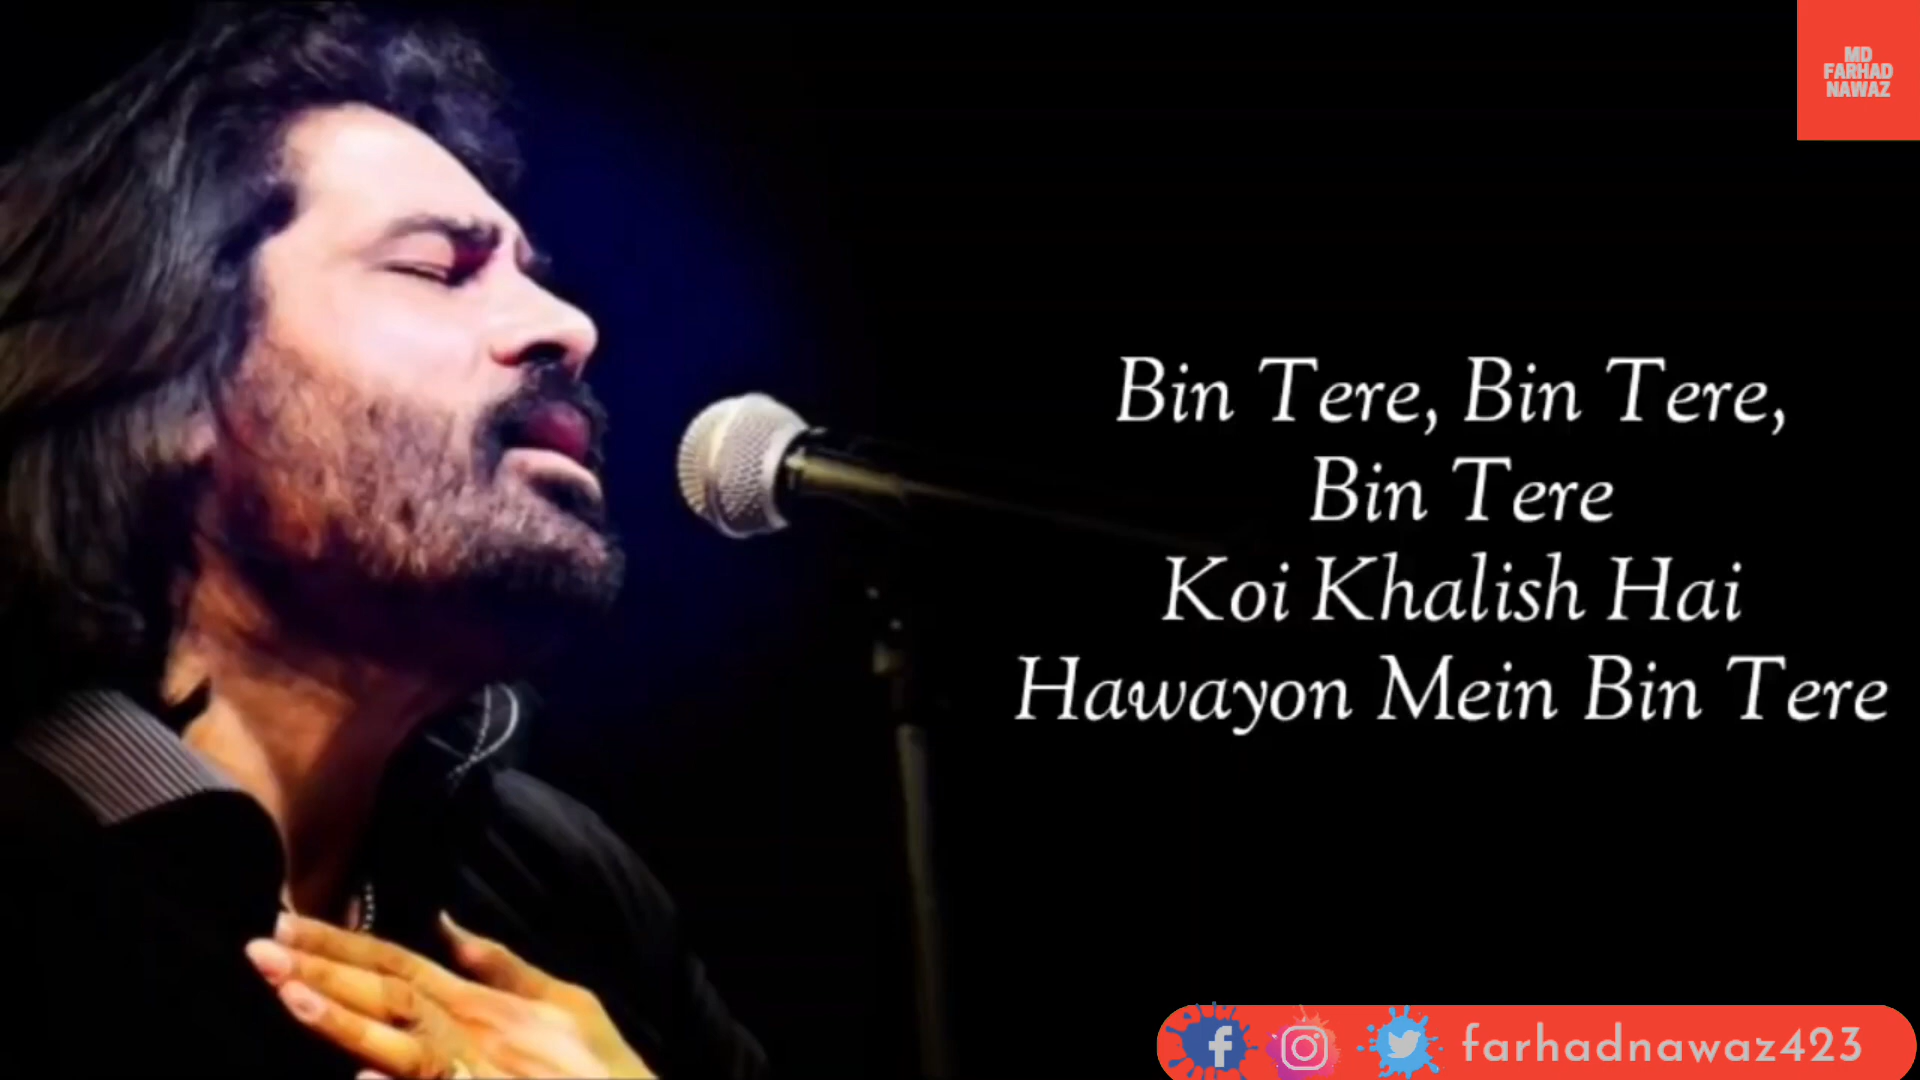 MD
FARHAD
NAWAZ
Bin Tere, Bin Tere,
Bin Tere
Koi Khalish Hai
Hawayon Mein Bin Tere
farhadnawaz423